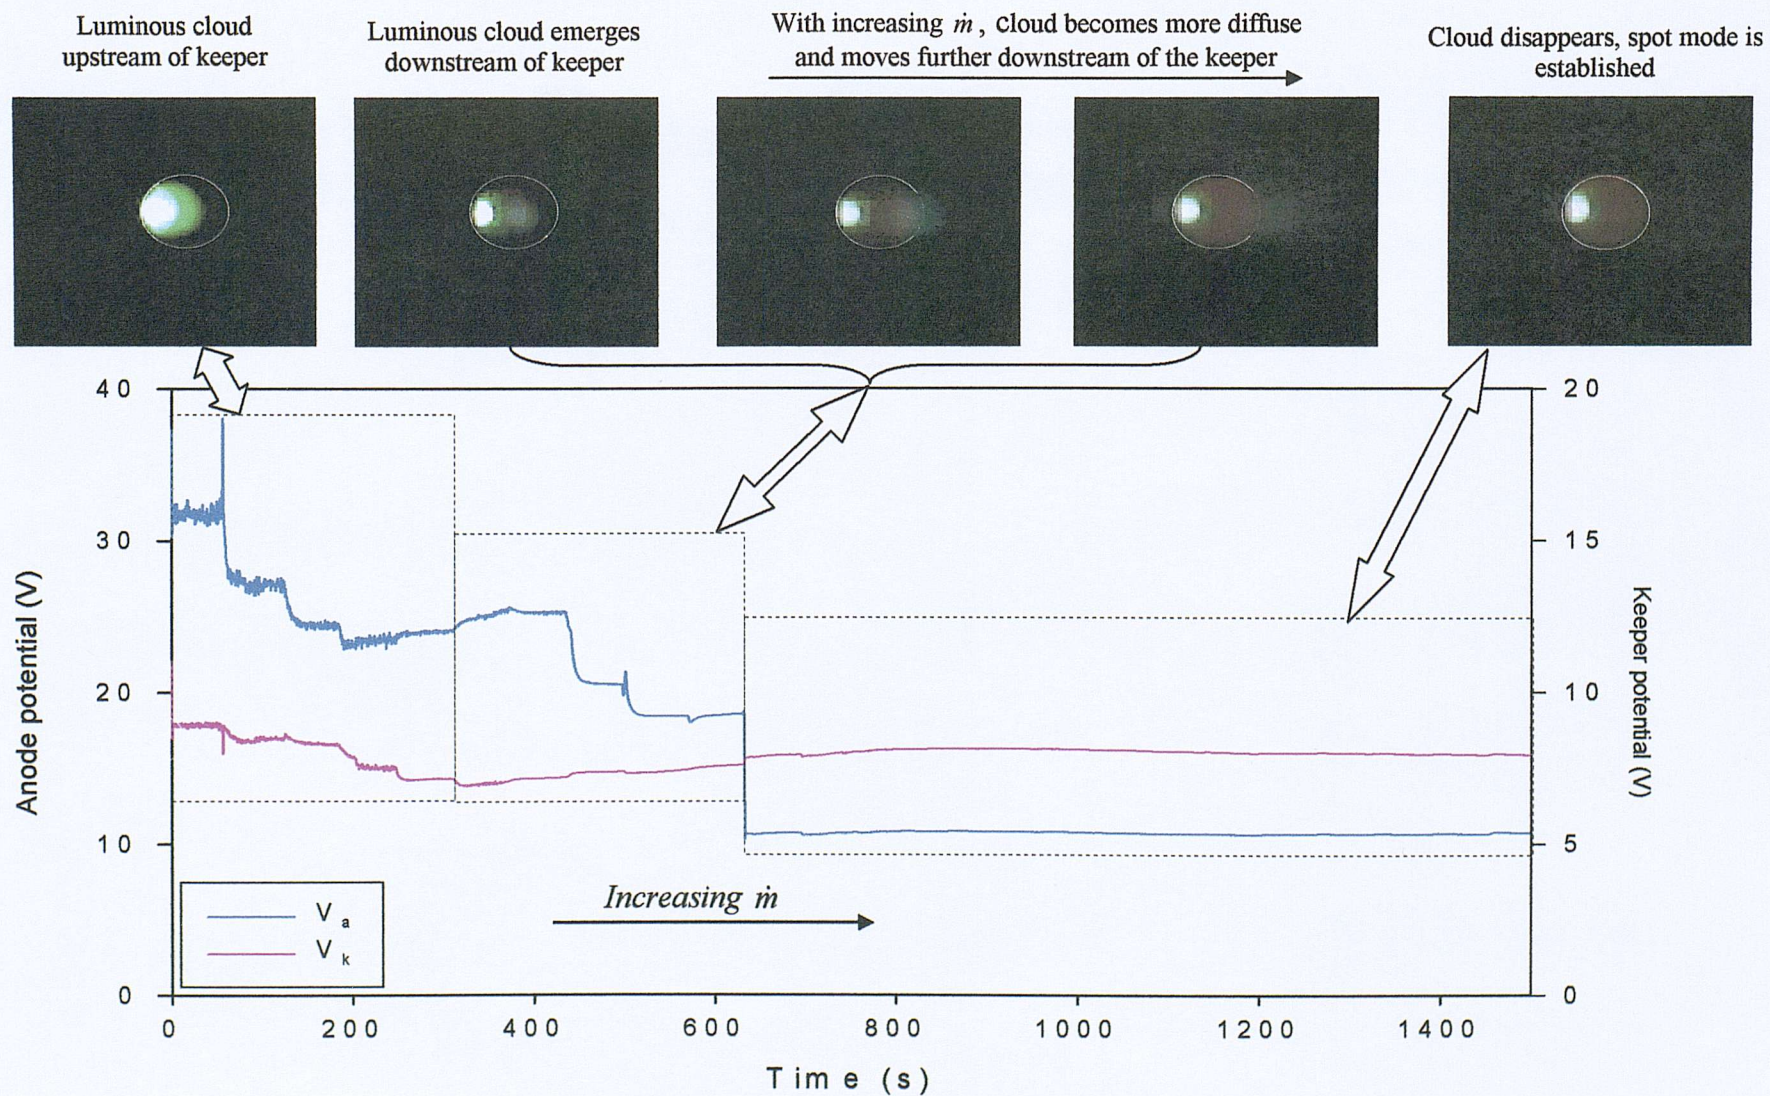 Luminous cloud
upstream of keeper
Luminous cloud emerges
downstream of keeper
With increasing ṁ, cloud becomes more diffuse
and moves further downstream of the keeper
Cloud disappears, spot mode is
established
40
30
20
10
0
Anode potential (V)
20
15
10
5
0
Keeper potential (V)
Increasing ṁ
V a
V k
0 200 400 600 800 1000 1200 1400
Time (s)